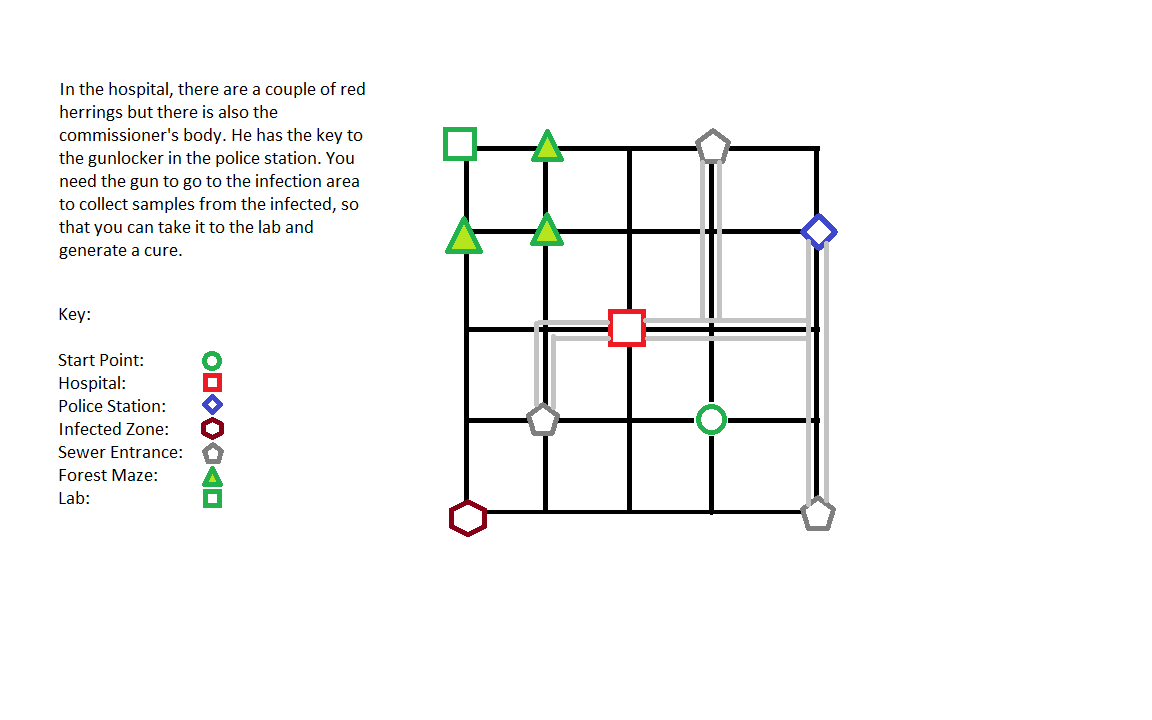 In the hospital, there are a couple of red
herrings but there is also the
commissioner's body. He has the key to
the gunlocker in the police station. You
need the gun to go to the infection area
to collect samples from the infected, so
that you can take it to the lab and
generate a cure.
Key:
Start Point:
Hospital:
Police Station:
Infected Zone:
Sewer Entrance:
Forest Maze:
Lab: